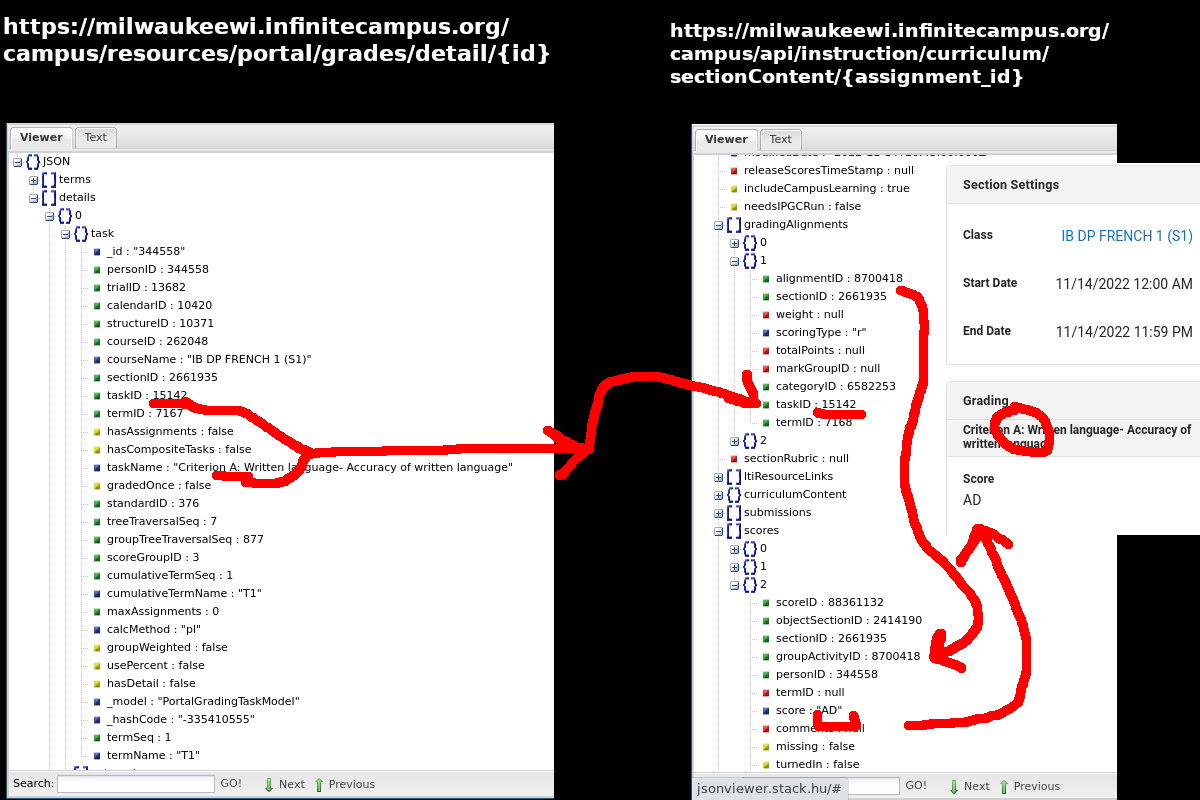 https://milwaukeewi.infinitecampus.org/
campus/resources/portal/grades/detail/{id}
Viewer Text
JSON
terms
details
0
task
_id : "344558"
personID : 344558
trialID : 13682
calendarID : 10420
structureID : 10371
courseID : 262048
courseName : "IB DP FRENCH 1 (S1)"
sectionID : 2661935
taskID : 15142
termID : 7167
hasAssignments : false
hasCompositeTasks : false
taskName : "Criterion A: Written language- Accuracy of written language"
gradedOnce : false
standardID : 376
treeTraversalSeq : 7
groupTreeTraversalSeq : 877
scoreGroupID : 3
cumulativeTermSeq : 1
cumulativeTermName : "T1"
maxAssignments : 0
calcMethod : "pl"
groupWeighted : false
usePercent : false
hasDetail : false
_model : "PortalGradingTaskModel"
_hashCode : "-335410555"
termSeq : 1
termName : "T1"
Search: GO! Next Previous
https://milwaukeewi.infinitecampus.org/
campus/api/instruction/curriculum/
sectionContent/{assignment_id}
Viewer Text
releaseScoresTimeStamp : null
includeCampusLearning : true
needsIPGCRun : false
gradingAlignments
0
1
alignmentID : 8700418
sectionID : 2661935
weight : null
scoringType : "r"
totalPoints : null
markGroupID : null
categoryID : 6582253
taskID : 15142
termID : 7168
2
sectionRubric : null
ltiResourceLinks
curriculumContent
submissions
scores
0
1
2
scoreID : 88361132
objectSectionID : 2414190
sectionID : 2661935
groupActivityID : 8700418
personID : 344558
termID : null
score : "AD"
comments : null
missing : false
turnedIn : false
jsonviewer.stack.hu/# GO! Next Previous
Section Settings
Class IB DP FRENCH 1 (S1)
Start Date 11/14/2022 12:00 AM
End Date 11/14/2022 11:59 PM
Grading
Criterion A: Written language- Accuracy of
written language
Score
AD